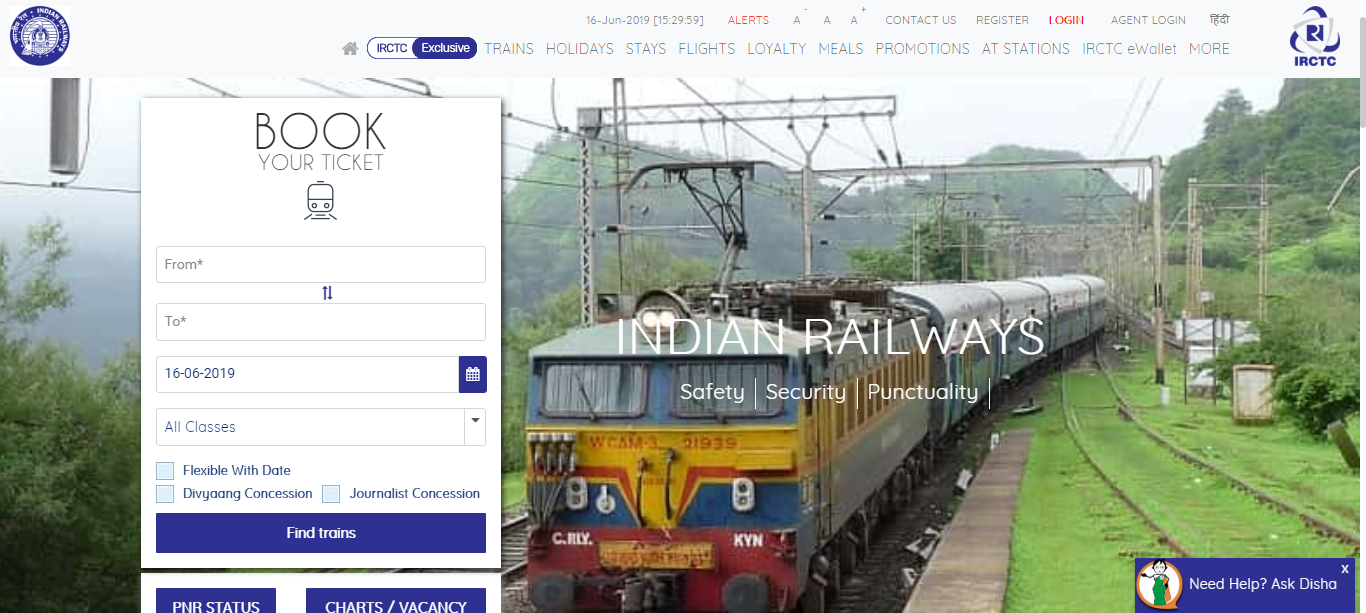 16-Jun-2019 [15:29:59] ALERTS A- A A+ CONTACT US REGISTER LOGIN AGENT LOGIN हिंदी
IRCTC Exclusive TRAINS HOLIDAYS STAYS FLIGHTS LOYALTY MEALS PROMOTIONS AT STATIONS IRCTC eWallet MORE
IRCTC
BOOK
YOUR TICKET
From*
To*
16-06-2019
All Classes
Flexible With Date
Divyaang Concession Journalist Concession
Find trains
PNR STATUS CHARTS / VACANCY
INDIAN RAILWAYS
Safety Security Punctuality
WCAM-3 21939
C.RLY. KYN
Need Help? Ask Disha x